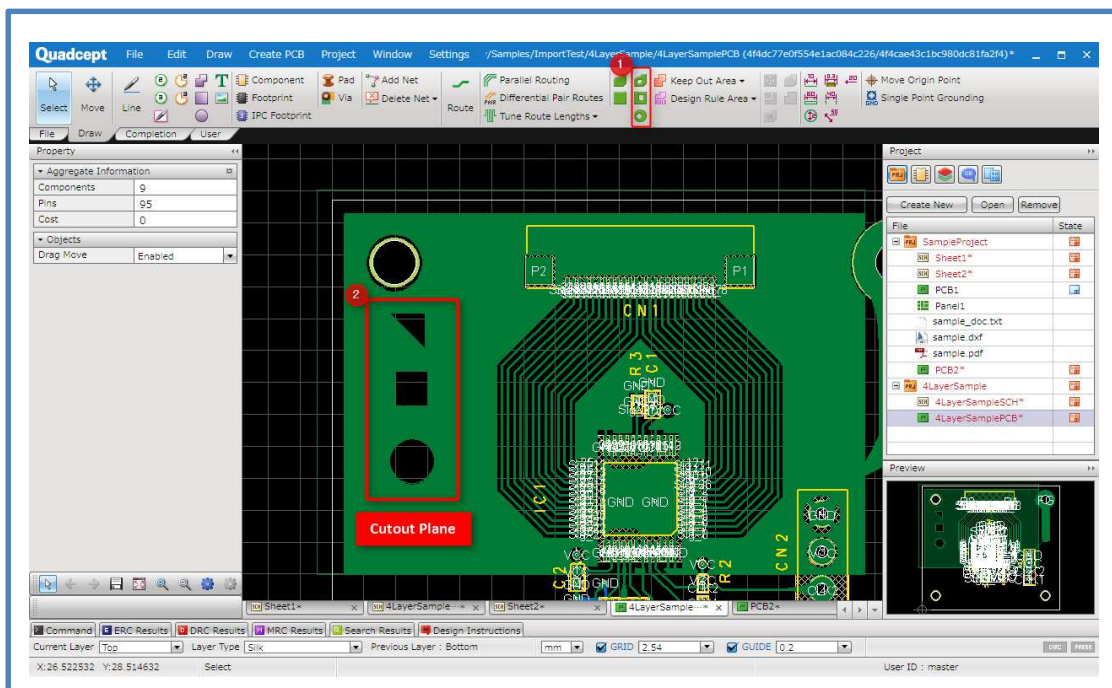 Quadcept File Edit Draw Create PCB Project Window Settings :y/Samples/ImportTest/4LayerSample/4LayerSamplePCB (4f4dc77e0f554e1ac084c226/4f4cae43c1bc980dc81fa2f4)*
1
Select Move Line Component Footprint IPC Footprint Pad Via Add Net Delete Net Route Parallel Routing Differential Pair Routes Tune Route Lengths Keep Out Area Design Rule Area Move Origin Point Single Point Grounding
File Draw Completion User
Property
Aggregate Information
Components 9
Pins 95
Cost 0
Objects
Drag Move Enabled
P2 P1
CN1
2
R3 C1
GND
GND GND
IC1
CN2
VCC
C2 GND R2
Cutout Plane
Project
Create New Open Remove
File State
SampleProject
Sheet1*
Sheet2*
PCB1
Panel1
sample_doc.txt
sample.dxf
sample.pdf
PCB2*
4LayerSample
4LayerSampleSCH*
4LayerSamplePCB*
Preview
Sheet1* x 4LayerSample...* x Sheet2* x 4LayerSample...* x PCB2*
Command ERC Results DRC Results MRC Results Search Results Design Instructions
Current Layer Top Layer Type Silk Previous Layer : Bottom mm GRID 2.54 GUIDE 0.2
X:26.522532 Y:28.514632 Select User ID : master